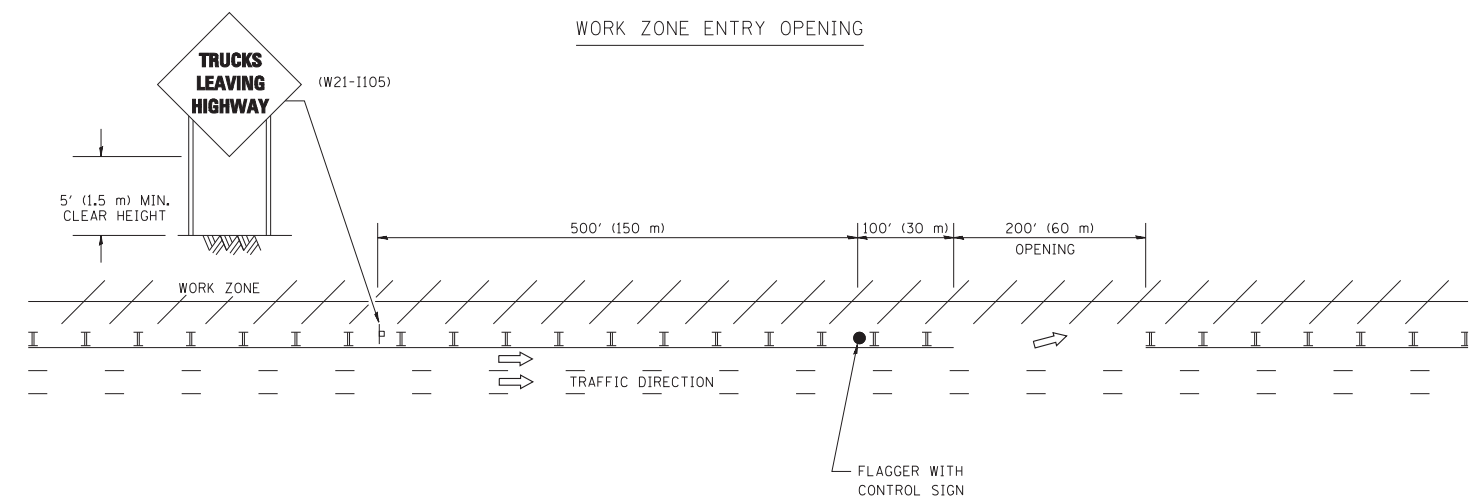 WORK ZONE ENTRY OPENING
TRUCKS
LEAVING
HIGHWAY
(W21-I105)
5' (1.5 m) MIN.
CLEAR HEIGHT
500' (150 m)
100' (30 m)
200' (60 m)
OPENING
WORK ZONE
TRAFFIC DIRECTION
FLAGGER WITH
CONTROL SIGN